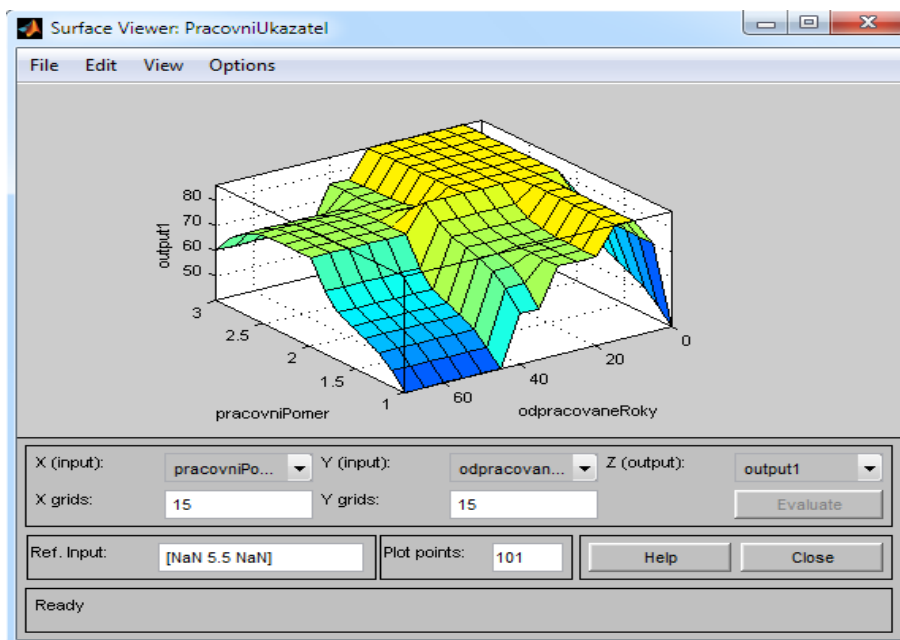 Surface Viewer: PracovniUkazatel
File Edit View Options
80
70
60
50
output1
3
2.5
2
1.5
1
pracovniPomer
60
40
20
0
odpracovaneRoky
X (input): pracovniPo... Y (input): odpracovan... Z (output): output1
X grids: 15 Y grids: 15 Evaluate
Ref. Input: [NaN 5.5 NaN] Plot points: 101 Help Close
Ready